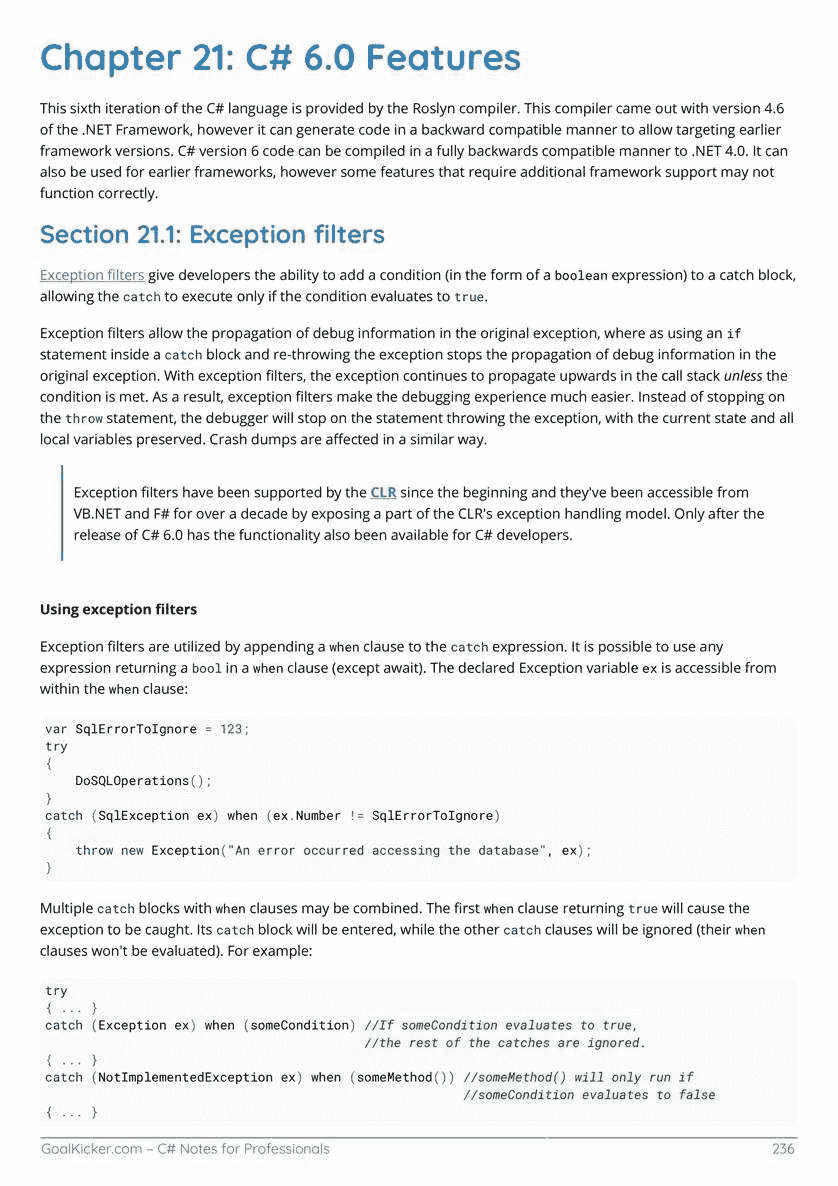 Chapter 21: C# 6.0 Features
This sixth iteration of the C# language is provided by the Roslyn compiler. This compiler came out with version 4.6
of the .NET Framework, however it can generate code in a backward compatible manner to allow targeting earlier
framework versions. C# version 6 code can be compiled in a fully backwards compatible manner to .NET 4.0. It can
also be used for earlier frameworks, however some features that require additional framework support may not
function correctly.
Section 21.1: Exception filters
Exception filters give developers the ability to add a condition (in the form of a boolean expression) to a catch block,
allowing the catch to execute only if the condition evaluates to true.
Exception filters allow the propagation of debug information in the original exception, where as using an if
statement inside a catch block and re-throwing the exception stops the propagation of debug information in the
original exception. With exception filters, the exception continues to propagate upwards in the call stack unless the
condition is met. As a result, exception filters make the debugging experience much easier. Instead of stopping on
the throw statement, the debugger will stop on the statement throwing the exception, with the current state and all
local variables preserved. Crash dumps are affected in a similar way.
Exception filters have been supported by the CLR since the beginning and they've been accessible from
VB.NET and F# for over a decade by exposing a part of the CLR's exception handling model. Only after the
release of C# 6.0 has the functionality also been available for C# developers.
Using exception filters
Exception filters are utilized by appending a when clause to the catch expression. It is possible to use any
expression returning a bool in a when clause (except await). The declared Exception variable ex is accessible from
within the when clause:
var SqlErrorToIgnore = 123;
try
{
    DoSQLOperations();
}
catch (SqlException ex) when (ex.Number != SqlErrorToIgnore)
{
    throw new Exception("An error occurred accessing the database", ex);
}
Multiple catch blocks with when clauses may be combined. The first when clause returning true will cause the
exception to be caught. Its catch block will be entered, while the other catch clauses will be ignored (their when
clauses won't be evaluated). For example:
try
{ ... }
catch (Exception ex) when (someCondition) //If someCondition evaluates to true,
                                          //the rest of the catches are ignored.
{ ... }
catch (NotImplementedException ex) when (someMethod()) //someMethod() will only run if
                                                       //someCondition evaluates to false
{ ... }
GoalKicker.com – C# Notes for Professionals 236